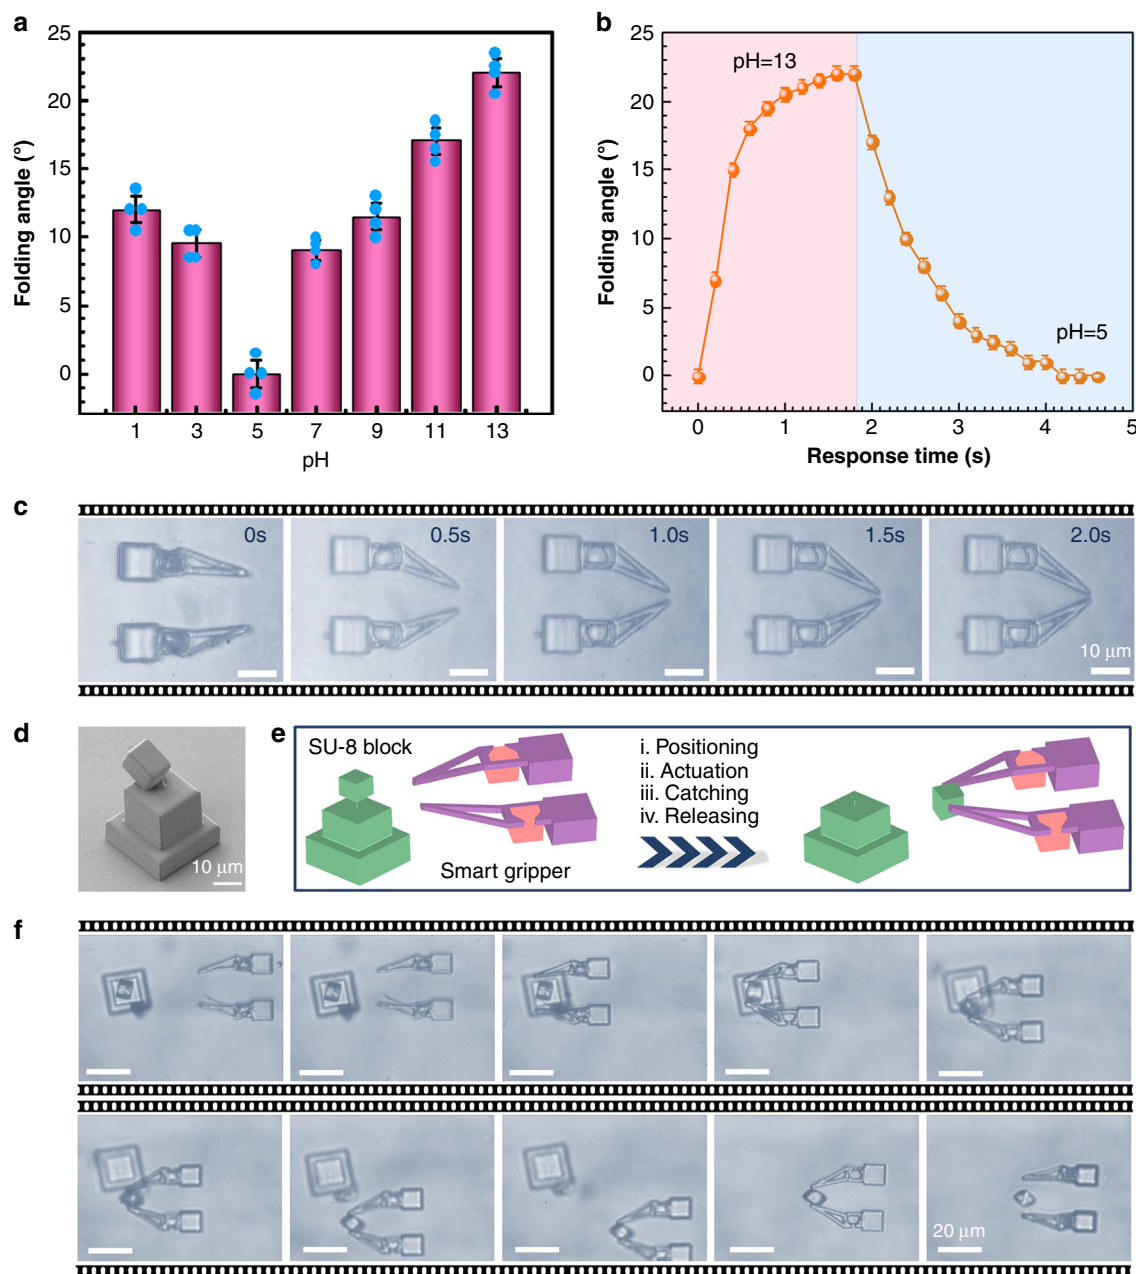 a
25
20
15
10
5
0
Folding angle (°)
1 3 5 7 9 11 13
pH
b
25
20
15
10
5
0
Folding angle (°)
pH=13
pH=5
0 1 2 3 4 5
Response time (s)
c
0s
0.5s
1.0s
1.5s
2.0s
10 μm
d
10 μm
e
SU-8 block
Smart gripper
i. Positioning
ii. Actuation
iii. Catching
iv. Releasing
f
20 μm